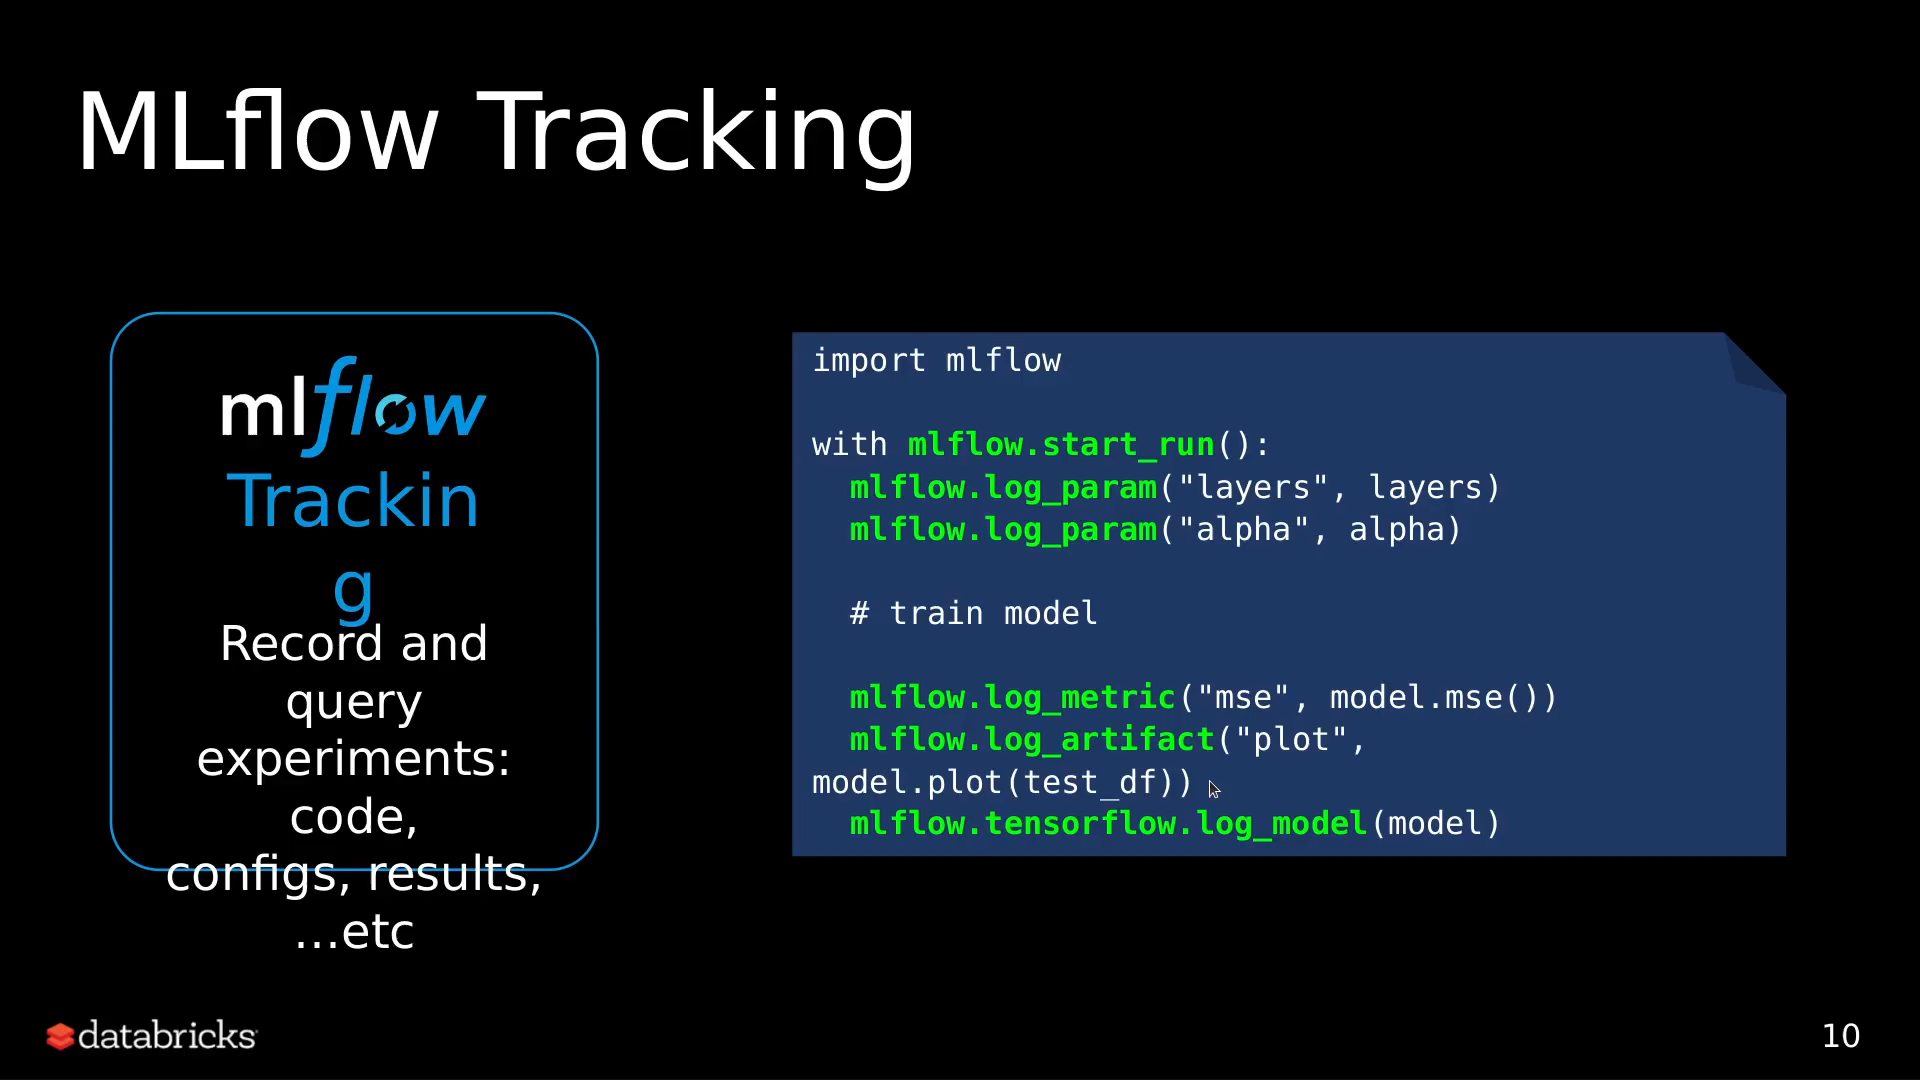 MLflow Tracking
mlflow
Trackin
g
Record and
query
experiments:
code,
configs, results,
...etc
import mlflow
with mlflow.start_run():
  mlflow.log_param("layers", layers)
  mlflow.log_param("alpha", alpha)
  # train model
  mlflow.log_metric("mse", model.mse())
  mlflow.log_artifact("plot",
model.plot(test_df))
  mlflow.tensorflow.log_model(model)
databricks
10